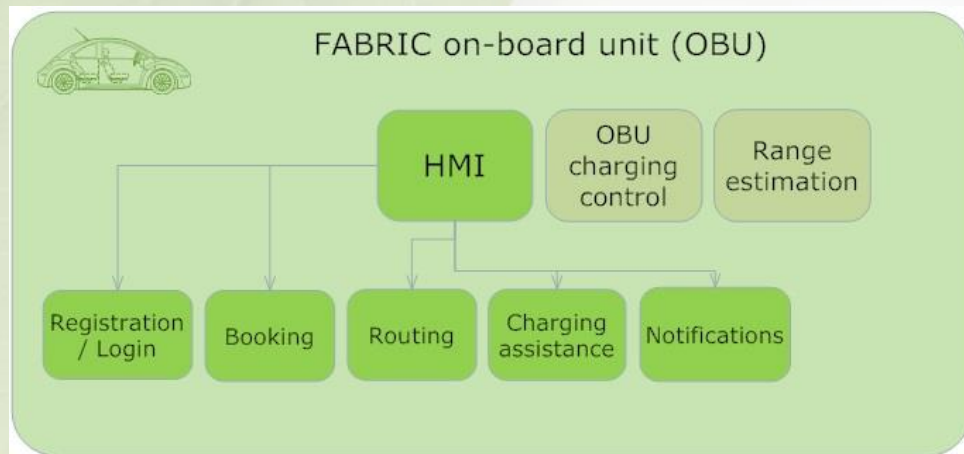 FABRIC on-board unit (OBU)
HMI
OBU
charging
control
Range
estimation
Registration
/ Login
Booking
Routing
Charging
assistance
Notifications